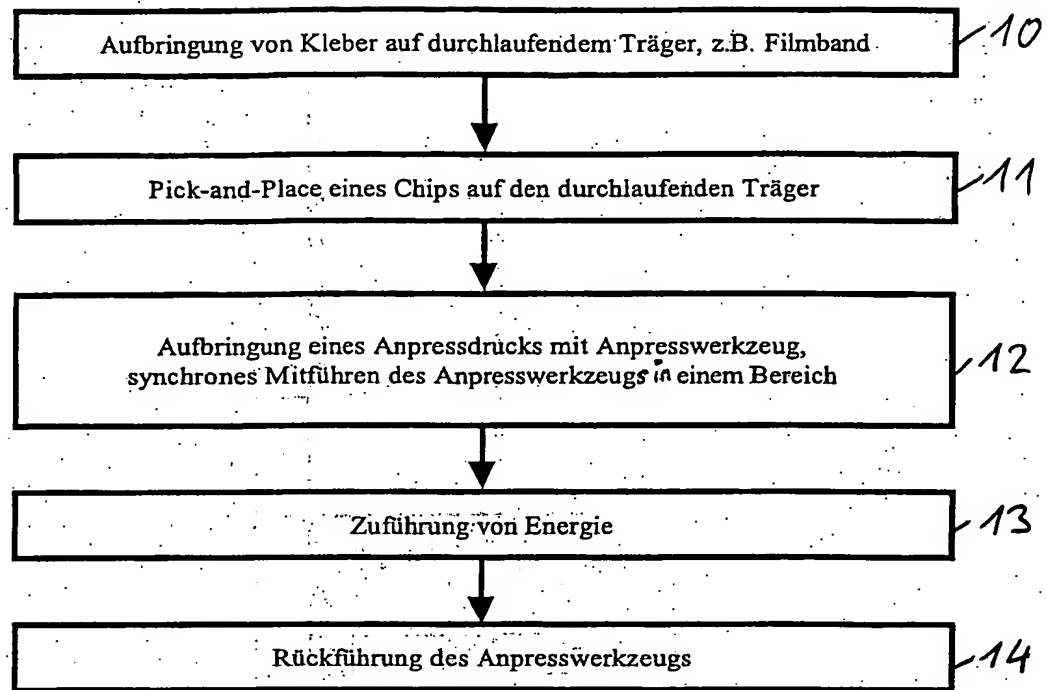 Aufbringung von Kleber auf durchlaufendem Träger, z.B. Filmband
10
Pick-and-Place eines Chips auf den durchlaufenden Träger
11
Aufbringung eines Anpressdrucks mit Anpresswerkzeug,
synchrones Mitführen des Anpresswerkzeugs in einem Bereich
12
Zuführung von Energie
13
Rückführung des Anpresswerkzeugs
14